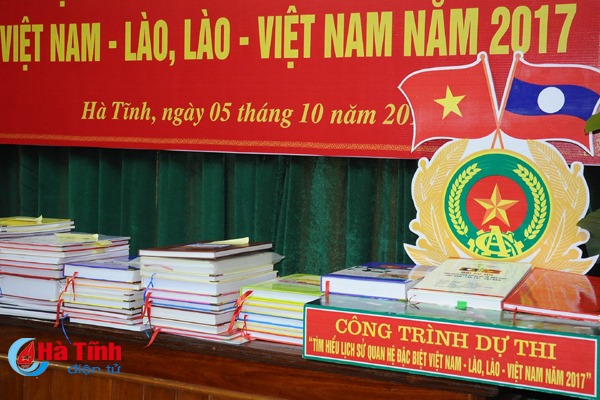 VIỆT NAM - LÀO, LÀO - VIỆT NAM NĂM 2017
Hà Tĩnh, ngày 05 tháng 10 năm 20
CA
CÔNG TRÌNH DỰ THI
"TÌM HIỂU LỊCH SỬ QUAN HỆ ĐẶC BIỆT VIỆT NAM - LÀO, LÀO - VIỆT NAM NĂM 2017"
Hà Tĩnh
điện tử